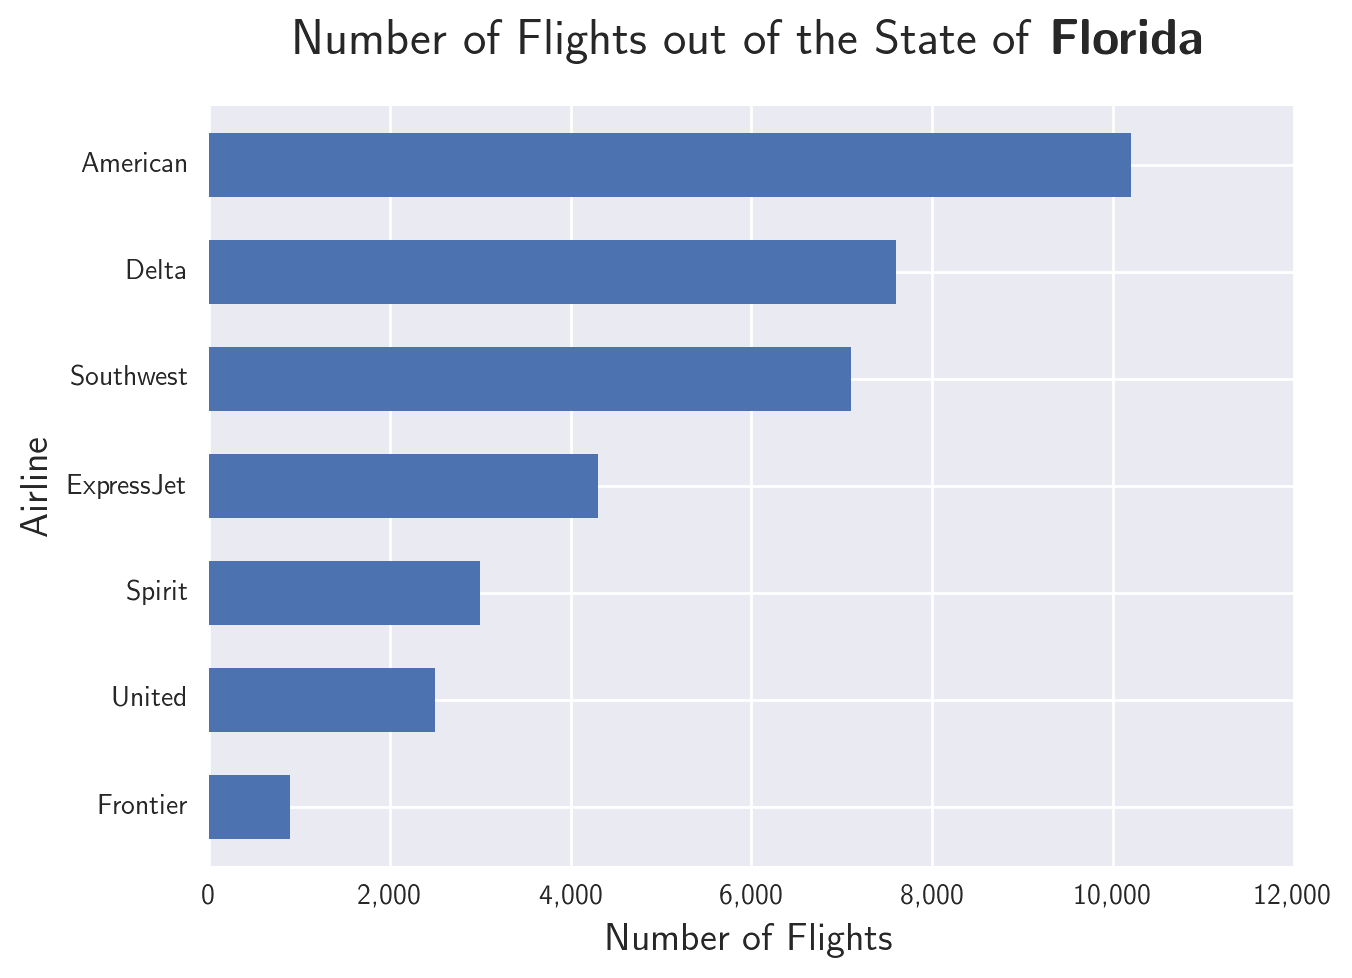 Number of Flights out of the State of Florida
American
Delta
Southwest
ExpressJet
Spirit
United
Frontier
Airline
0 2,000 4,000 6,000 8,000 10,000 12,000
Number of Flights